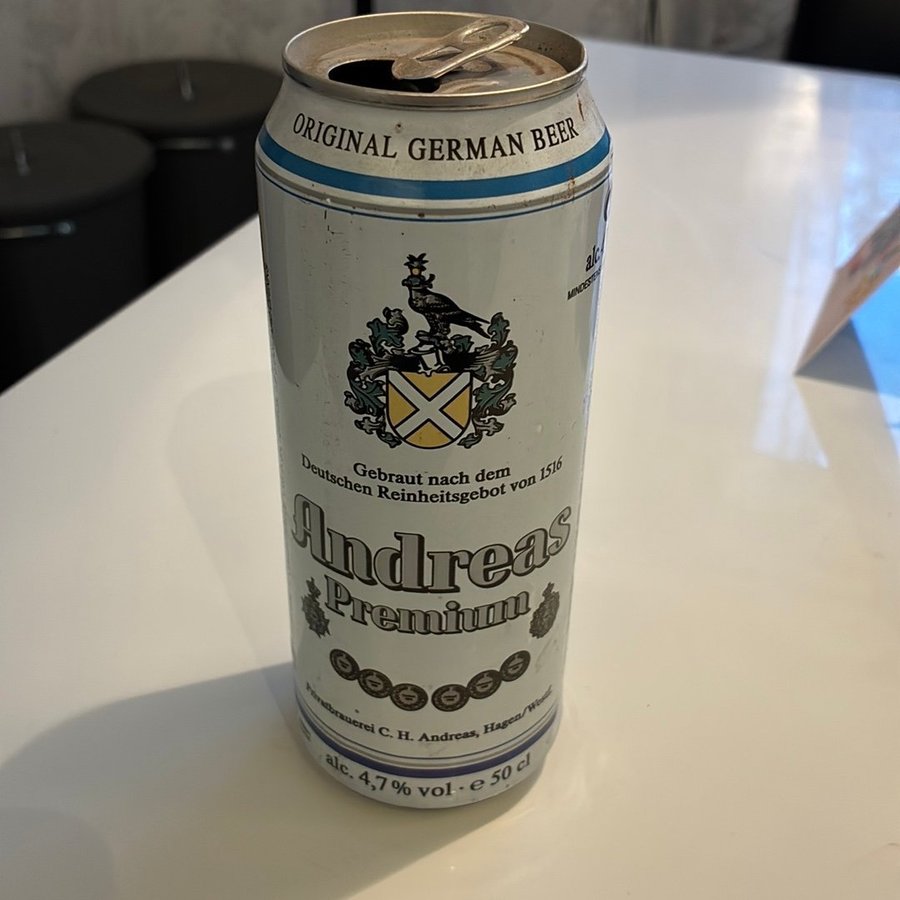 ORIGINAL GERMAN BEER
alc.
Gebraut nach dem
Deutschen Reinheitsgebot von 1516
Andreas
Premium
Privatbrauerei C. H. Andreas, Hagen/Westf.
alc. 4,7% vol · ℮ 50 cl